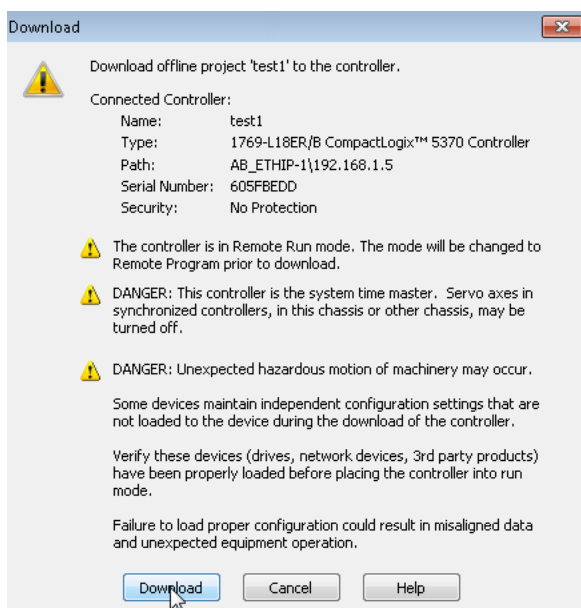 Download
Download offline project 'test1' to the controller.
Connected Controller:
Name: test1
Type: 1769-L18ER/B CompactLogix™ 5370 Controller
Path: AB_ETHIP-1\192.168.1.5
Serial Number: 605FBEDD
Security: No Protection
The controller is in Remote Run mode. The mode will be changed to
Remote Program prior to download.
DANGER: This controller is the system time master. Servo axes in
synchronized controllers, in this chassis or other chassis, may be
turned off.
DANGER: Unexpected hazardous motion of machinery may occur.
Some devices maintain independent configuration settings that are
not loaded to the device during the download of the controller.
Verify these devices (drives, network devices, 3rd party products)
have been properly loaded before placing the controller into run
mode.
Failure to load proper configuration could result in misaligned data
and unexpected equipment operation.
Download Cancel Help